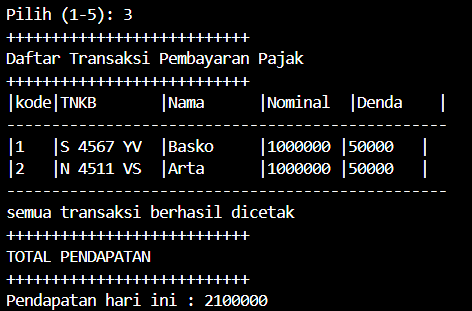 Pilih (1-5): 3
+++++++++++++++++++++++++++
Daftar Transaksi Pembayaran Pajak
+++++++++++++++++++++++++++
|kode|TNKB       |Nama      |Nominal  |Denda   |
-------------------------------------------------
|1   |S 4567 YV  |Basko     |1000000 |50000   |
|2   |N 4511 VS  |Arta      |1000000 |50000   |
-------------------------------------------------
semua transaksi berhasil dicetak
+++++++++++++++++++++++++++
TOTAL PENDAPATAN
+++++++++++++++++++++++++++
Pendapatan hari ini : 2100000